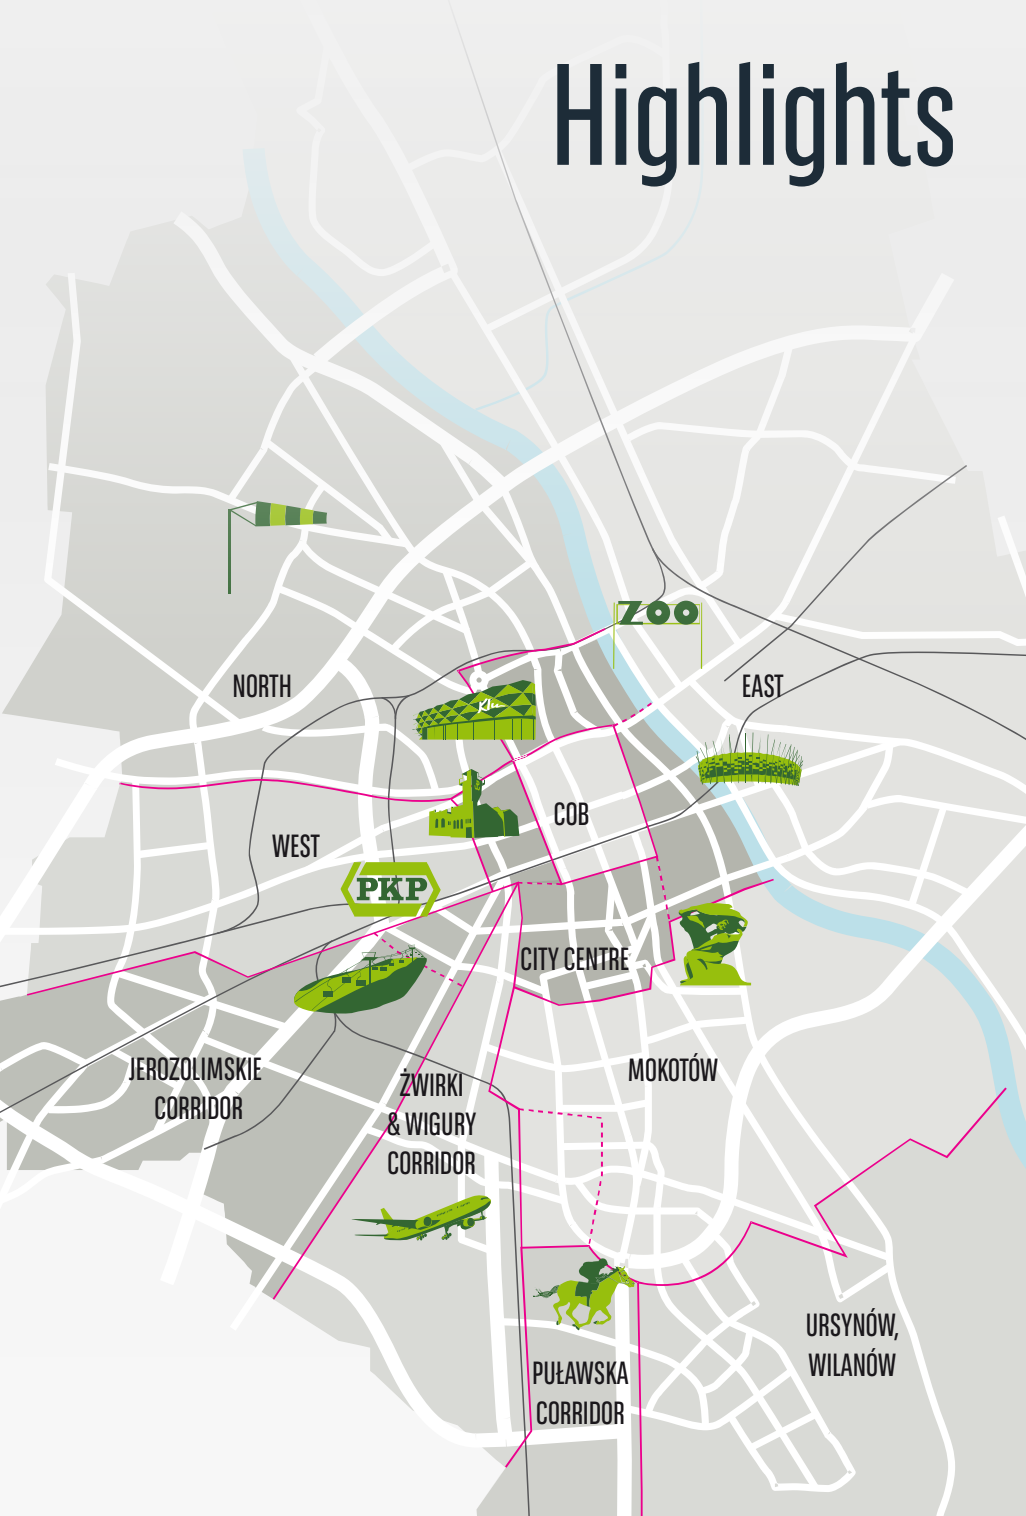 Highlights
ZOO
NORTH
EAST
COB
WEST
PKP
CITY CENTRE
JEROZOLIMSKIE
CORRIDOR
ŻWIRKI
& WIGURY
CORRIDOR
MOKOTÓW
URSYNÓW,
WILANÓW
PUŁAWSKA
CORRIDOR